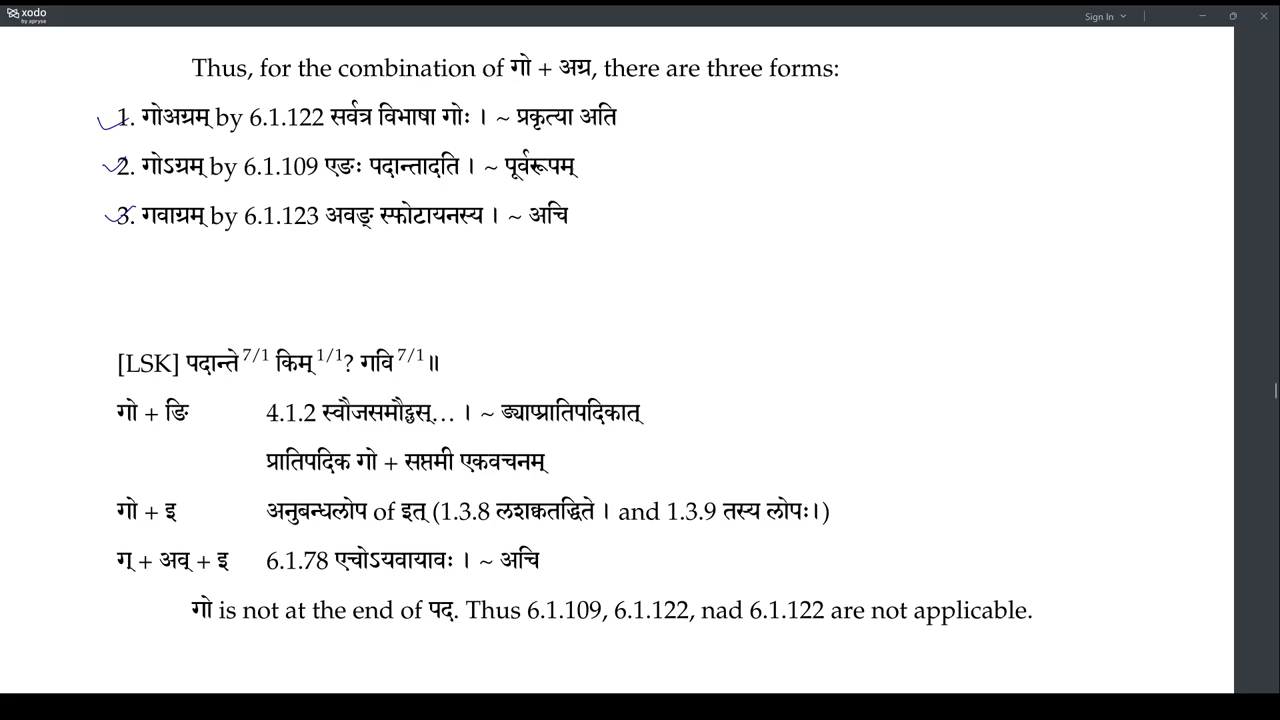 xodo
by apryse
Sign In
Thus, for the combination of गो + अग्र, there are three forms:
1. गोअग्रम् by 6.1.122 सर्वत्र विभाषा गोः । ~ प्रकृत्या अति
2. गोऽग्रम् by 6.1.109 एङः पदान्तादति । ~ पूर्वरूपम्
3. गवाग्रम् by 6.1.123 अवङ् स्फोटायनस्य । ~ अचि
[LSK] पदान्ते 7/1 किम् 1/1? गवि 7/1॥
गो + ङि 4.1.2 स्वौजसमौट्छस्… । ~ ङ्याप्प्रातिपदिकात्
प्रातिपदिक गो + सप्तमी एकवचनम्
गो + इ अनुबन्धलोप of इत् (1.3.8 लशक्वतद्धिते । and 1.3.9 तस्य लोपः।)
ग् + अव् + इ 6.1.78 एचोऽयवायावः । ~ अचि
गो is not at the end of पद. Thus 6.1.109, 6.1.122, nad 6.1.122 are not applicable.